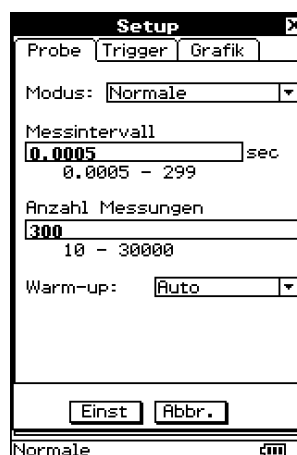 Setup X
Probe Trigger Grafik
Modus: Normale
Messintervall
0.0005 sec
0.0005 - 299
Anzahl Messungen
300
10 - 30000
Warm-up: Auto
Einst Abbr.
Normale